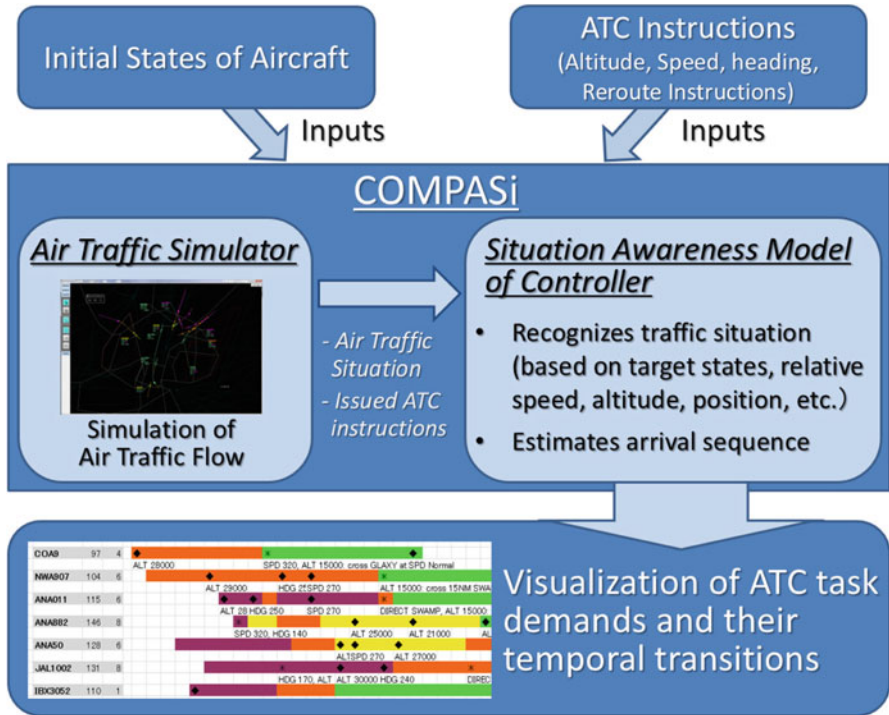 Initial States of Aircraft
ATC Instructions
(Altitude, Speed, heading,
Reroute Instructions)
Inputs
Inputs
COMPASi
Air Traffic Simulator
Simulation of
Air Traffic Flow
- Air Traffic
Situation
- Issued ATC
instructions
Situation Awareness Model
of Controller
• Recognizes traffic situation
(based on target states, relative
speed, altitude, position, etc.)
• Estimates arrival sequence
COA9 97 4
ALT 28000 SPD 320, ALT 15000: cross GLAXY at SPD Normal
NWA907 104 6
ALT 29000 HDG 25SPD 270 ALT 15000: cross 15NM SWA
ANA011 115 6
ALT 28 HDG 250 SPD 270 DIRECT SWAMP, ALT 15000
ANA882 146 8
SPD 320, HDG 140 ALT 25000 ALT 21000 AL
ANA50 128 6
ALTSPD 270 ALT 27000
JAL1002 131 8
HDG 170, ALT ALT 30000 HDG 240 DIREC
IBX3052 110 1
Visualization of ATC task
demands and their
temporal transitions